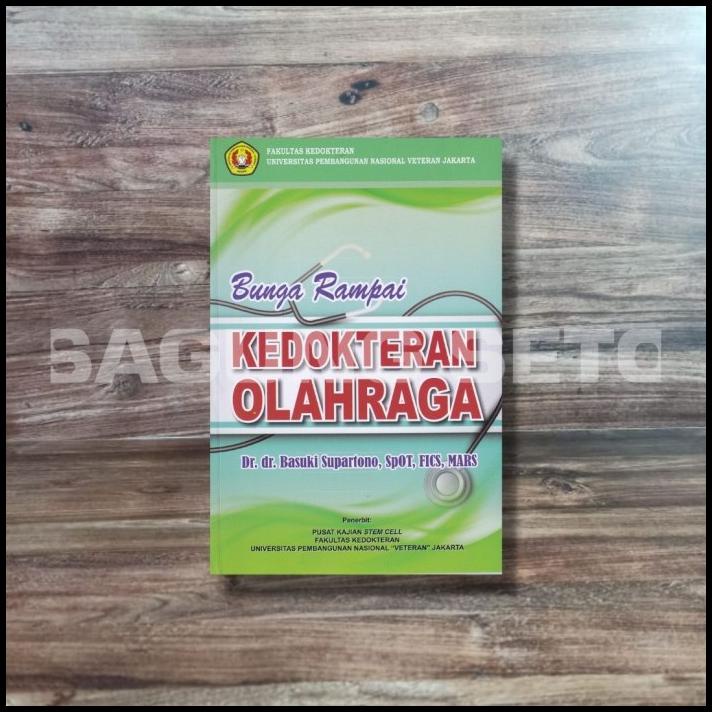 FAKULTAS KEDOKTERAN
UNIVERSITAS PEMBANGUNAN NASIONAL VETERAN JAKARTA
Bunga Rampai
KEDOKTERAN
OLAHRAGA
Dr. dr. Basuki Supartono, SpOT, FICS, MARS
Penerbit:
PUSAT KAJIAN STEM CELL
FAKULTAS KEDOKTERAN
UNIVERSITAS PEMBANGUNAN NASIONAL "VETERAN" JAKARTA